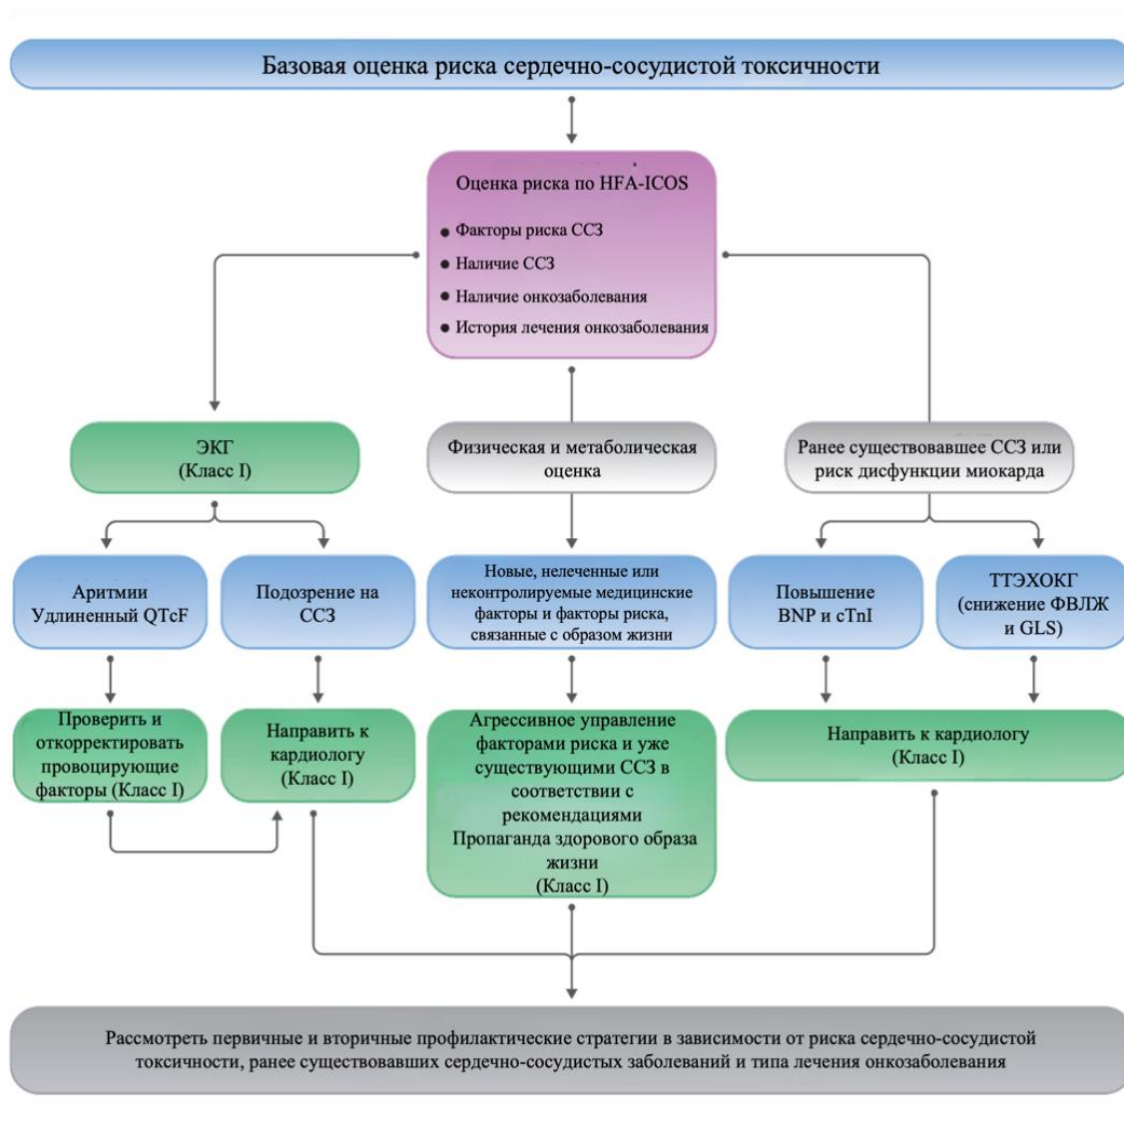 Базовая оценка риска сердечно-сосудистой токсичности
Оценка риска по HFA-ICOS
● Факторы риска ССЗ
● Наличие ССЗ
● Наличие онкозаболевания
● История лечения онкозаболевания
ЭКГ
(Класс I)
Физическая и метаболическая
оценка
Ранее существовавшее ССЗ или
риск дисфункции миокарда
Аритмии
Удлиненный QTcF
Подозрение на
ССЗ
Новые, нелеченные или
неконтролируемые медицинские
факторы и факторы риска,
связанные с образом жизни
Повышение
BNP и cTnI
ТТЭХОКГ
(снижение ФВЛЖ
и GLS)
Проверить и
откорректировать
провоцирующие
факторы (Класс I)
Направить к
кардиологу
(Класс I)
Агрессивное управление
факторами риска и уже
существующими ССЗ в
соответствии с
рекомендациями
Пропаганда здорового образа
жизни
(Класс I)
Направить к кардиологу
(Класс I)
Рассмотреть первичные и вторичные профилактические стратегии в зависимости от риска сердечно-сосудистой
токсичности, ранее существовавших сердечно-сосудистых заболеваний и типа лечения онкозаболевания